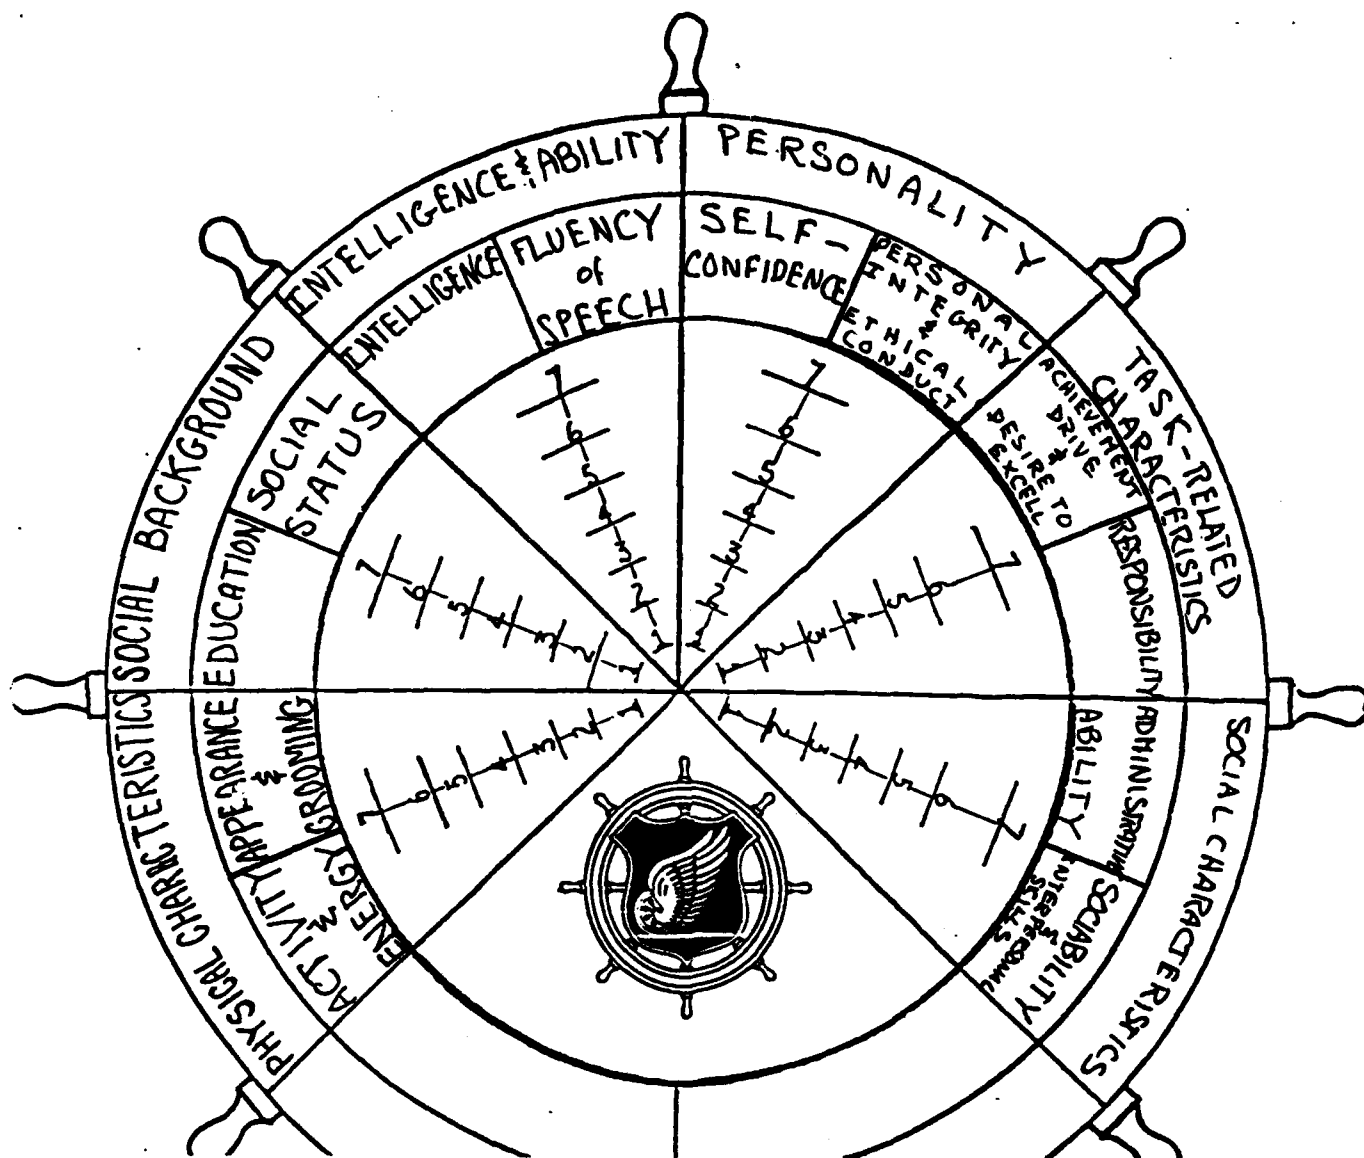 INTELLIGENCE & ABILITY
PERSONALITY
TASK-RELATED
CHARACTERISTICS
SOCIAL CHARACTERISTICS
PHYSICAL CHARACTERISTICS
SOCIAL BACKGROUND
INTELLIGENCE
FLUENCY
of
SPEECH
SELF-
CONFIDENCE
PERSONAL
INTEGRITY
&
ETHICAL
CONDUCT
ACHIEVEMENT
DRIVE
&
DESIRE TO
EXCELL
RESPONSIBILITY
ADMINISTRATIVE
ABILITY
SOCIABILITY
&
INTERPERSONAL
SKILLS
ACTIVITY
&
ENERGY
APPEARANCE
&
GROOMING
EDUCATION
SOCIAL
STATUS
7 6 5 4 3 2 1
7 6 5 4 3 2 1
7 6 5 4 3 2 1
1 2 3 4 5 6 7
7 6 5 4 3 2 1
1 2 3 4 5 6 7